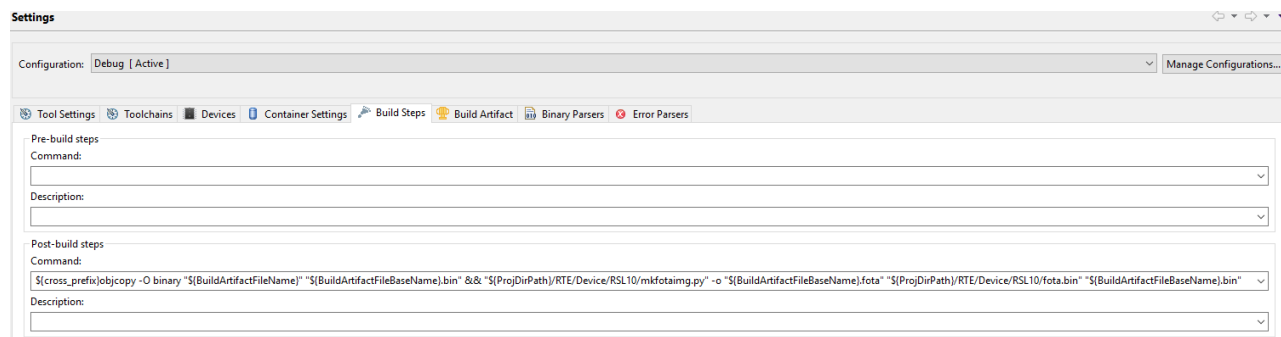 Settings
Configuration: Debug [ Active ] Manage Configurations...
Tool Settings Toolchains Devices Container Settings Build Steps Build Artifact Binary Parsers Error Parsers
Pre-build steps
Command:
Description:
Post-build steps
Command:
${cross_prefix}objcopy -O binary "${BuildArtifactFileName}" "${BuildArtifactFileBaseName}.bin" && "${ProjDirPath}/RTE/Device/RSL10/mkfotaimg.py" -o "${BuildArtifactFileBaseName}.fota" "${ProjDirPath}/RTE/Device/RSL10/fota.bin" "${BuildArtifactFileBaseName}.bin"
Description: